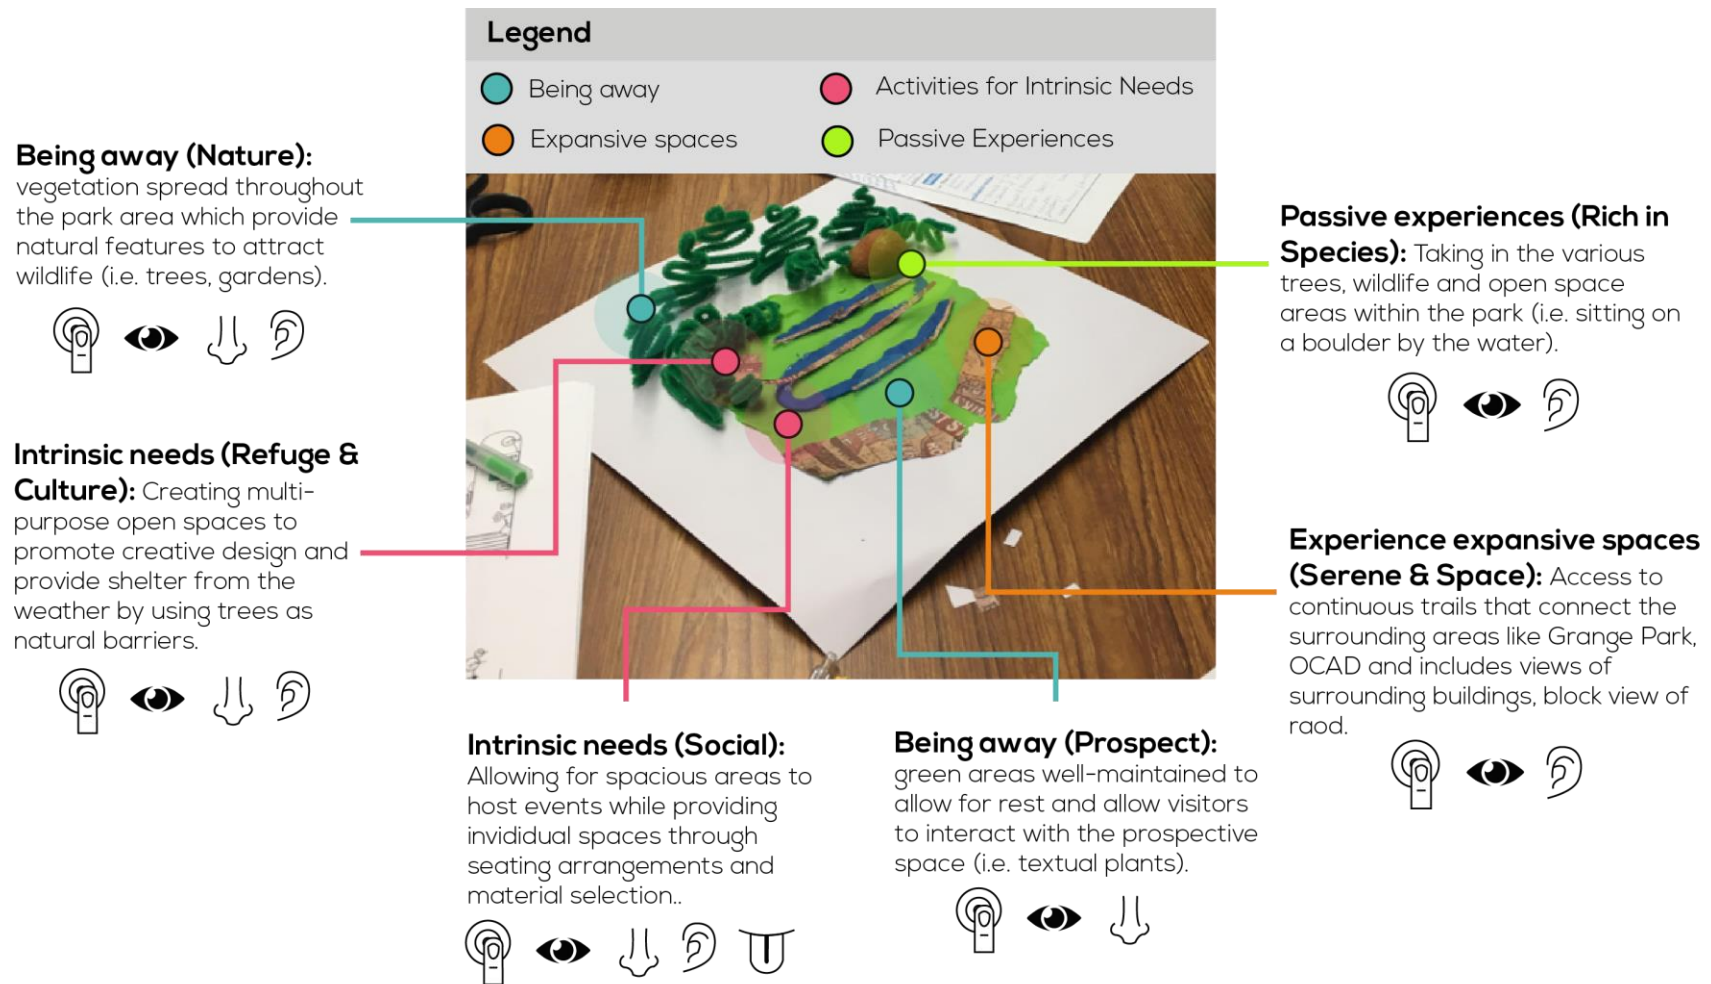 Legend
Being away
Activities for Intrinsic Needs
Expansive spaces
Passive Experiences
Being away (Nature):
vegetation spread throughout
the park area which provide
natural features to attract
wildlife (i.e. trees, gardens).
Intrinsic needs (Refuge &
Culture): Creating multi-
purpose open spaces to
promote creative design and
provide shelter from the
weather by using trees as
natural barriers.
Intrinsic needs (Social):
Allowing for spacious areas to
host events while providing
invididual spaces through
seating arrangements and
material selection..
Being away (Prospect):
green areas well-maintained to
allow for rest and allow visitors
to interact with the prospective
space (i.e. textual plants).
Passive experiences (Rich in
Species): Taking in the various
trees, wildlife and open space
areas within the park (i.e. sitting on
a boulder by the water).
Experience expansive spaces
(Serene & Space): Access to
continuous trails that connect the
surrounding areas like Grange Park,
OCAD and includes views of
surrounding buildings, block view of
raod.